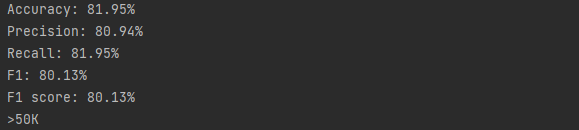 Accuracy: 81.95%
Precision: 80.94%
Recall: 81.95%
F1: 80.13%
F1 score: 80.13%
>50K